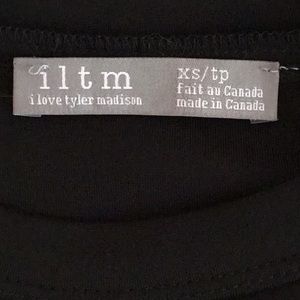 iltm
i love tyler madison
xs/tp
fait au Canada
made in Canada